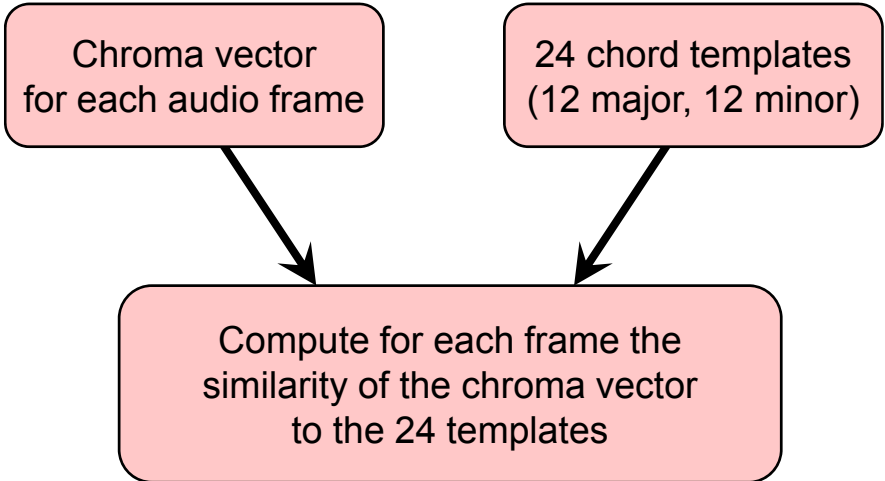 Chroma vector
for each audio frame
24 chord templates
(12 major, 12 minor)
Compute for each frame the
similarity of the chroma vector
to the 24 templates